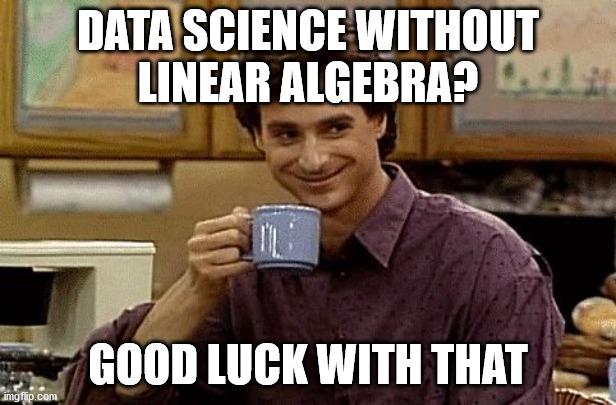 DATA SCIENCE WITHOUT
LINEAR ALGEBRA?
GOOD LUCK WITH THAT
imgflip.com